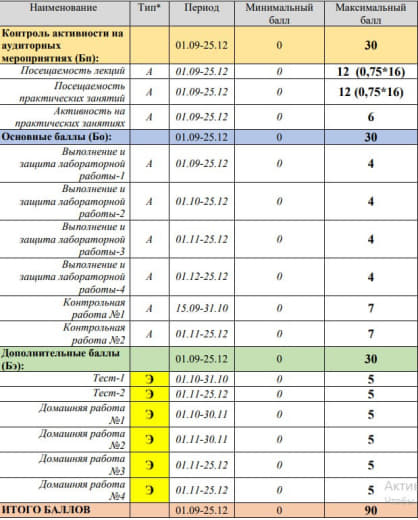 Наименование Тип* Период Минимальный балл Максимальный балл
Контроль активности на
аудиторных
мероприятиях (Бп): 01.09-25.12 0 30
Посещаемость лекций А 01.09-25.12 0 12 (0,75*16)
Посещаемость
практических занятий А 01.09-25.12 0 12 (0,75*16)
Активность на
практических занятиях А 01.09-25.12 0 6
Основные баллы (Бо): 01.09-25.12 0 30
Выполнение и
защита лабораторной
работы-1 А 01.09-25.12 0 4
Выполнение и
защита лабораторной
работы-2 А 01.10-25.12 0 4
Выполнение и
защита лабораторной
работы-3 А 01.11-25.12 0 4
Выполнение и
защита лабораторной
работы-4 А 01.12-25.12 0 4
Контрольная
работа №1 А 15.09-31.10 0 7
Контрольная
работа №2 А 01.11-25.12 0 7
Дополнительные баллы
(Бэ): 01.09-25.12 0 30
Тест-1 Э 01.10-31.10 0 5
Тест-2 Э 01.11-25.12 0 5
Домашняя работа
№1 Э 01.10-30.11 0 5
Домашняя работа
№2 Э 01.11-30.11 0 5
Домашняя работа
№3 Э 01.11-25.12 0 5
Домашняя работа
№4 Э 01.11-25.12 0 5
Актив
Чтобы
ИТОГО БАЛЛОВ 01.09-25.12 0 90